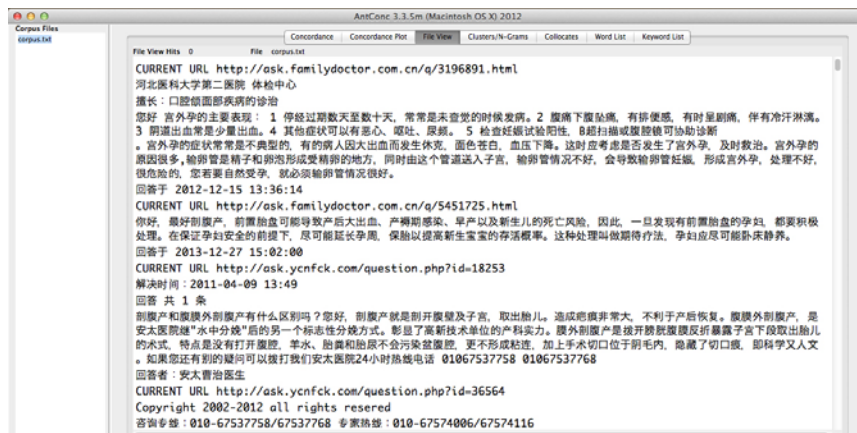 AntConc 3.3.5m (Macintosh OS X) 2012
Corpus Files
corpus.txt
Concordance Concordance Plot File View Clusters/N-Grams Collocates Word List Keyword List
File View Hits 0 File corpus.txt
CURRENT URL http://ask.familydoctor.com.cn/q/3196891.html
河北医科大学第二医院 体检中心
擅长：口腔颌面部疾病的诊治
您好 宫外孕的主要表现： 1 停经过期数天至数十天，常常是未查觉的时候发病。2 腹痛下腹坠痛，有排便感，有时呈剧痛，伴有冷汗淋漓。
3 阴道出血常是少量出血。4 其他症状可以有恶心、呕吐、尿频。 5 检查妊娠试验阳性，B超扫描或腹腔镜可协助诊断
。宫外孕的症状常常是不典型的，有的病人因大出血而发生休克，面色苍白，血压下降。这时应考虑是否发生了宫外孕，及时救治。宫外孕的
原因很多,输卵管是精子和卵泡形成受精卵的地方，同时由这个管道送入子宫，输卵管情况不好，会导致输卵管妊娠，形成宫外孕，处理不好，
很危险的，您若要自然受孕，就必须输卵管情况很好。
回答于 2012-12-15 13:36:14
CURRENT URL http://ask.familydoctor.com.cn/q/5451725.html
你好，最好剖腹产，前置胎盘可能导致产后大出血、产褥期感染、早产以及新生儿的死亡风险，因此，一旦发现有前置胎盘的孕妇，都要积极
处理。在保证孕妇安全的前提下，尽可能延长孕周，保胎以提高新生宝宝的存活概率。这种处理叫做期待疗法，孕妇应尽可能卧床静养。
回答于 2013-12-27 15:02:00
CURRENT URL http://ask.ycnfck.com/question.php?id=18253
解决时间：2011-04-09 13:49
回答 共 1 条
剖腹产和腹膜外剖腹产有什么区别吗？您好，剖腹产就是剖开腹壁及子宫，取出胎儿。造成疤痕非常大，不利于产后恢复。腹膜外剖腹产，是
安太医院继"水中分娩"后的另一个标志性分娩方式。彰显了高新技术单位的产科实力。膜外剖腹产是拨开膀胱腹膜反折暴露子宫下段取出胎儿
的术式，特点是没有打开腹腔，羊水、胎粪和胎尿不会污染盆腹腔，更不形成粘连，加上手术切口位于阴毛内，隐藏了切口痕，即科学又人文
。如果您还有别的疑问可以拨打我们安太医院24小时热线电话 01067537758 01067537768
回答者：安太曹治医生
CURRENT URL http://ask.ycnfck.com/question.php?id=36564
Copyright 2002-2012 all rights resered
咨询专线：010-67537758/67537768 专家热线：010-67574006/67574116